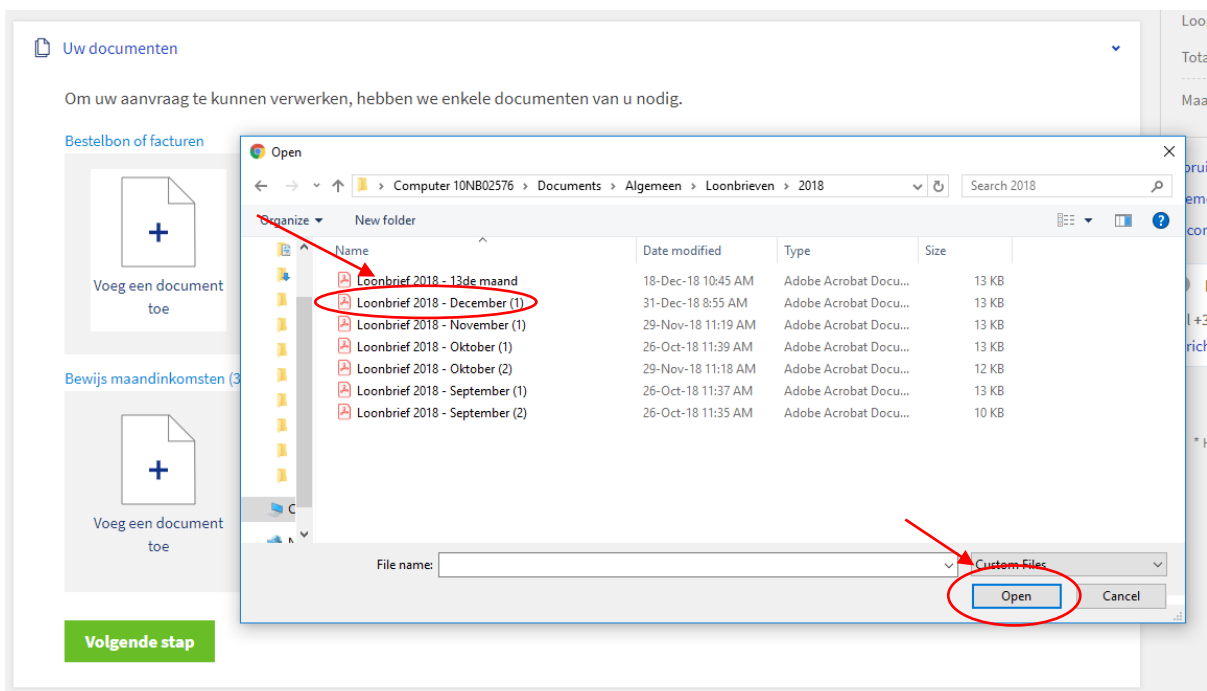 Uw documenten
Om uw aanvraag te kunnen verwerken, hebben we enkele documenten van u nodig.
Bestelbon of facturen
Voeg een document
toe
Bewijs maandinkomsten (3
Voeg een document
toe
Volgende stap
Open
Computer 10NB02576 > Documents > Algemeen > Loonbrieven > 2018
Search 2018
Organize
New folder
Name Date modified Type Size
Loonbrief 2018 - 13de maand 18-Dec-18 10:45 AM Adobe Acrobat Docu... 13 KB
Loonbrief 2018 - December (1) 31-Dec-18 8:55 AM Adobe Acrobat Docu... 13 KB
Loonbrief 2018 - November (1) 29-Nov-18 11:19 AM Adobe Acrobat Docu... 13 KB
Loonbrief 2018 - Oktober (1) 26-Oct-18 11:39 AM Adobe Acrobat Docu... 13 KB
Loonbrief 2018 - Oktober (2) 29-Nov-18 11:18 AM Adobe Acrobat Docu... 12 KB
Loonbrief 2018 - September (1) 26-Oct-18 11:37 AM Adobe Acrobat Docu... 13 KB
Loonbrief 2018 - September (2) 26-Oct-18 11:35 AM Adobe Acrobat Docu... 10 KB
File name:
Custom Files
Open
Cancel